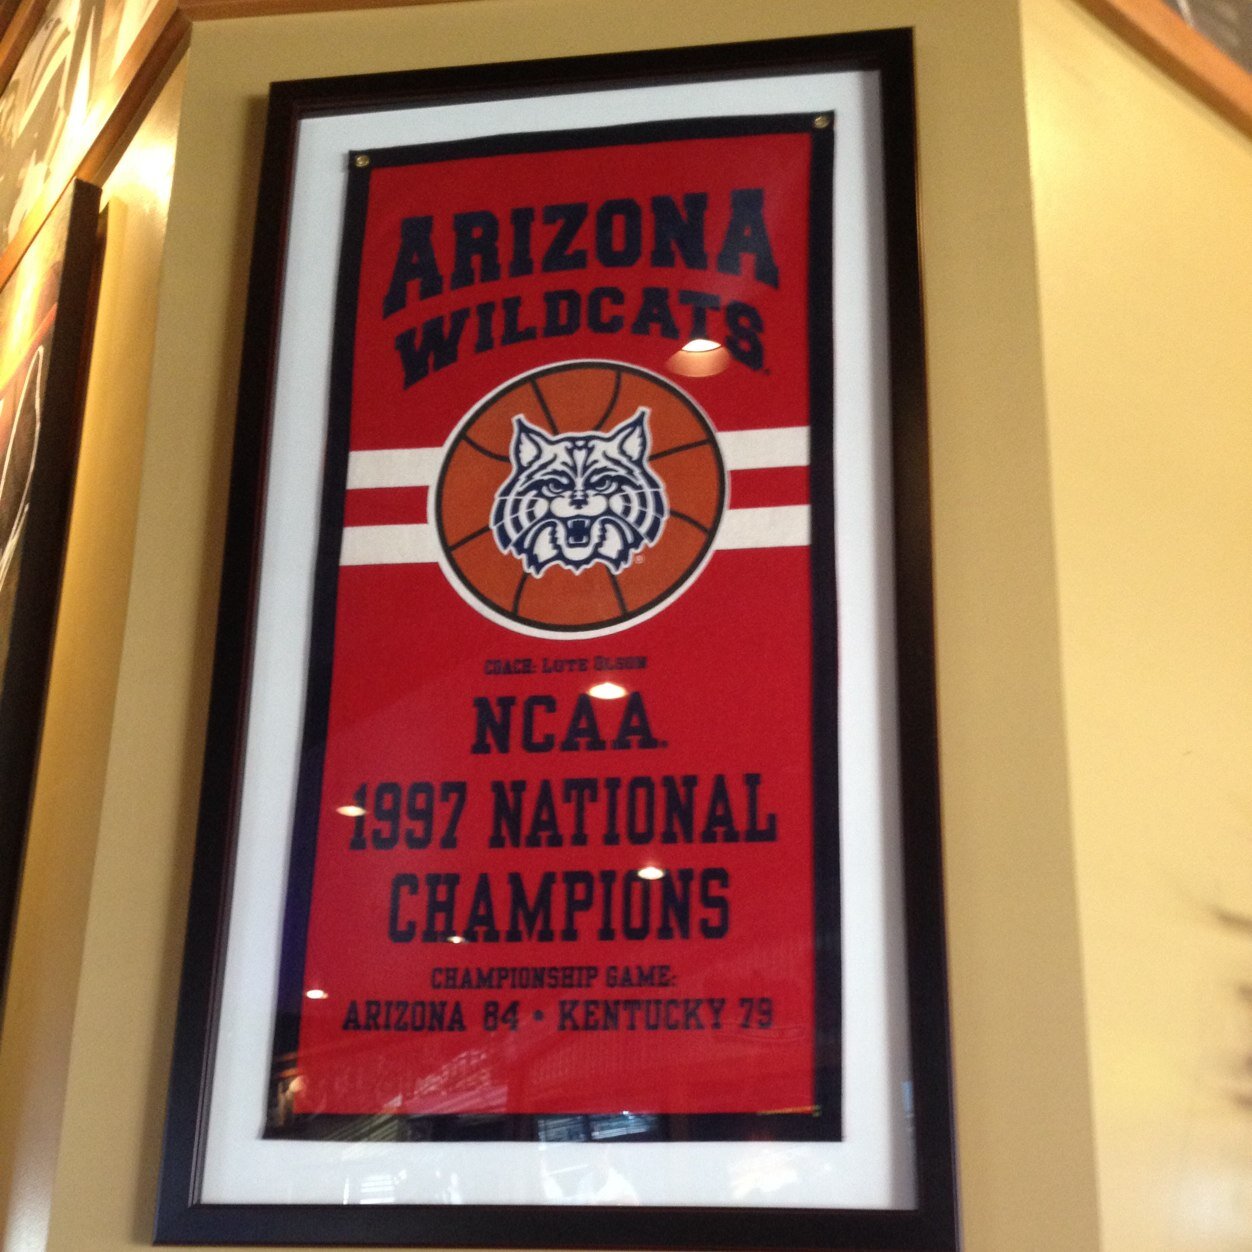 ARIZONA
WILDCATS
COACH: LUTE OLSON
NCAA
1997 NATIONAL
CHAMPIONS
CHAMPIONSHIP GAME:
ARIZONA 84 • KENTUCKY 79